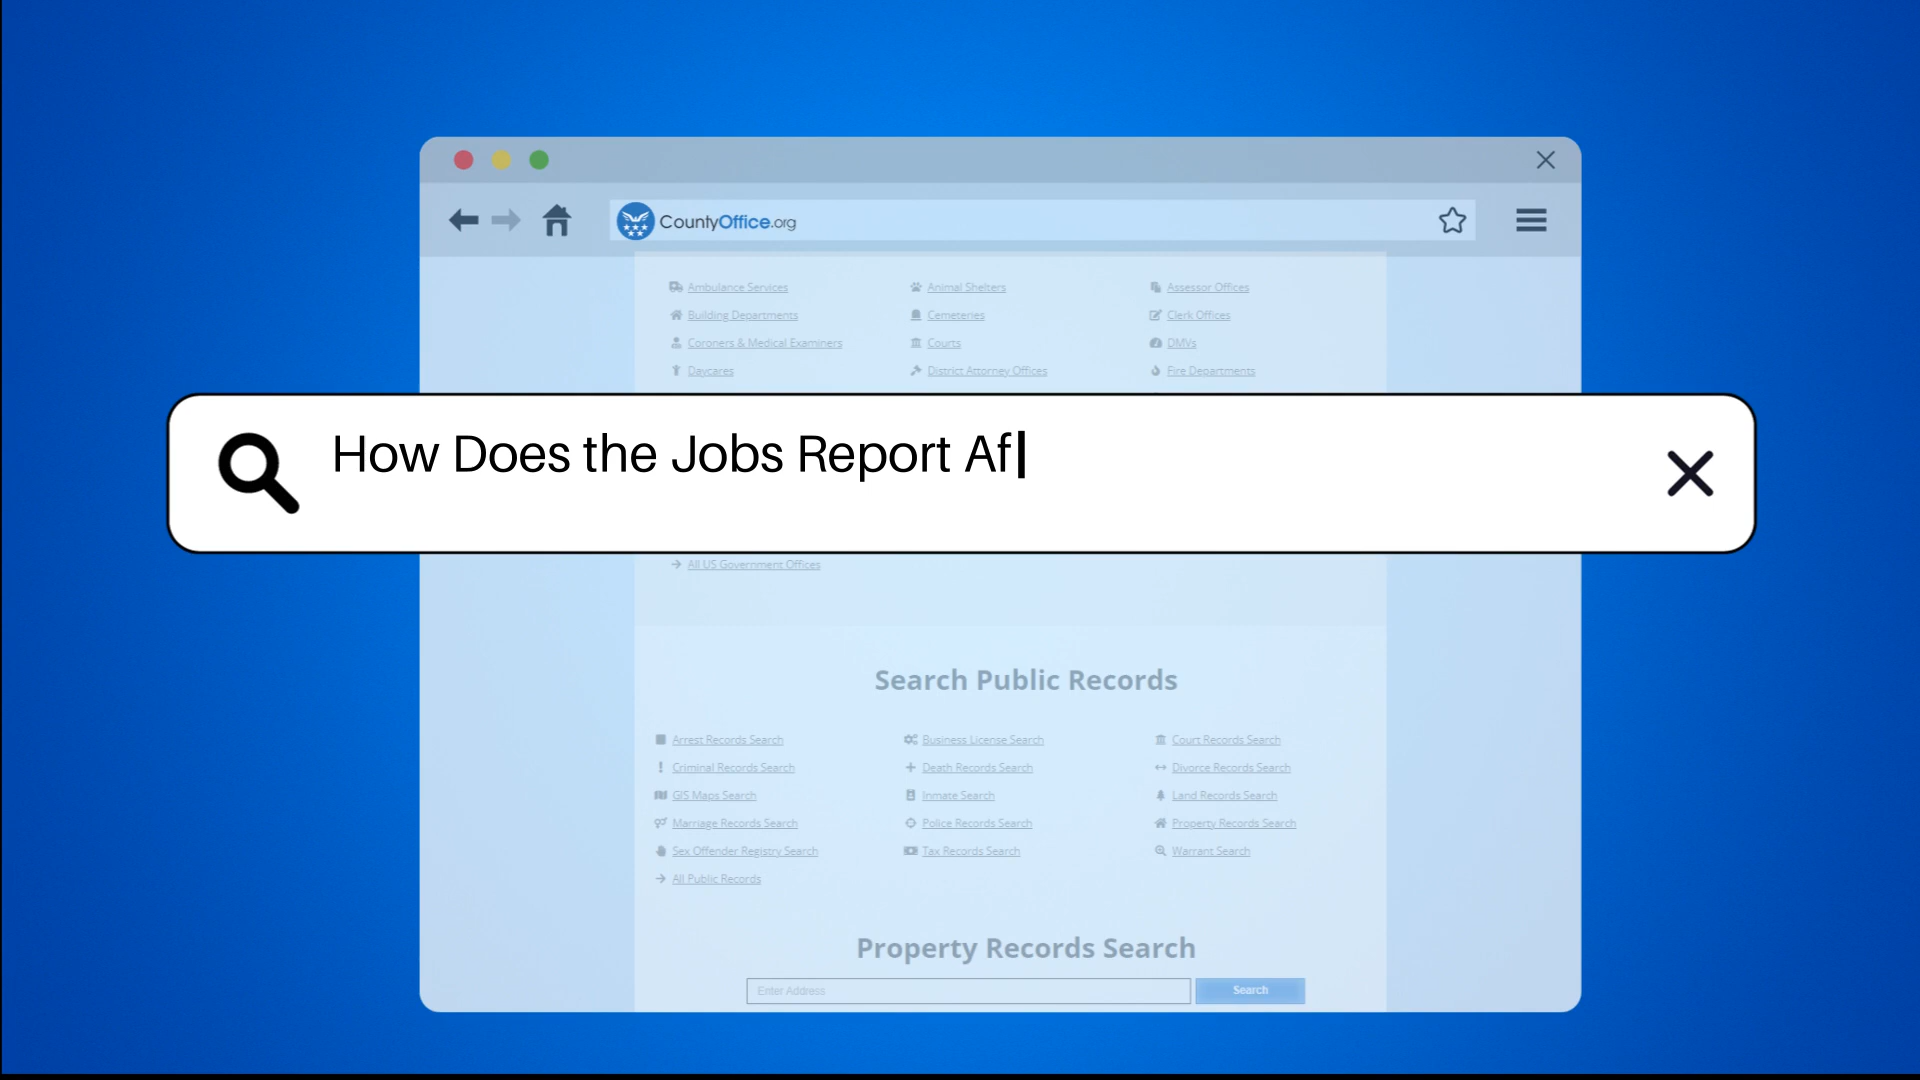 CountyOffice.org
Ambulance Services Animal Shelters Assessor Offices
Building Departments Cemeteries Clerk Offices
Coroners & Medical Examiners Courts DMVs
Daycares District Attorney Offices Fire Departments
How Does the Jobs Report Af
All US Government Offices
Search Public Records
Arrest Records Search Business License Search Court Records Search
Criminal Records Search Death Records Search Divorce Records Search
GIS Maps Search Inmate Search Land Records Search
Marriage Records Search Police Records Search Property Records Search
Sex Offender Registry Search Tax Records Search Warrant Search
All Public Records
Property Records Search
Enter Address Search